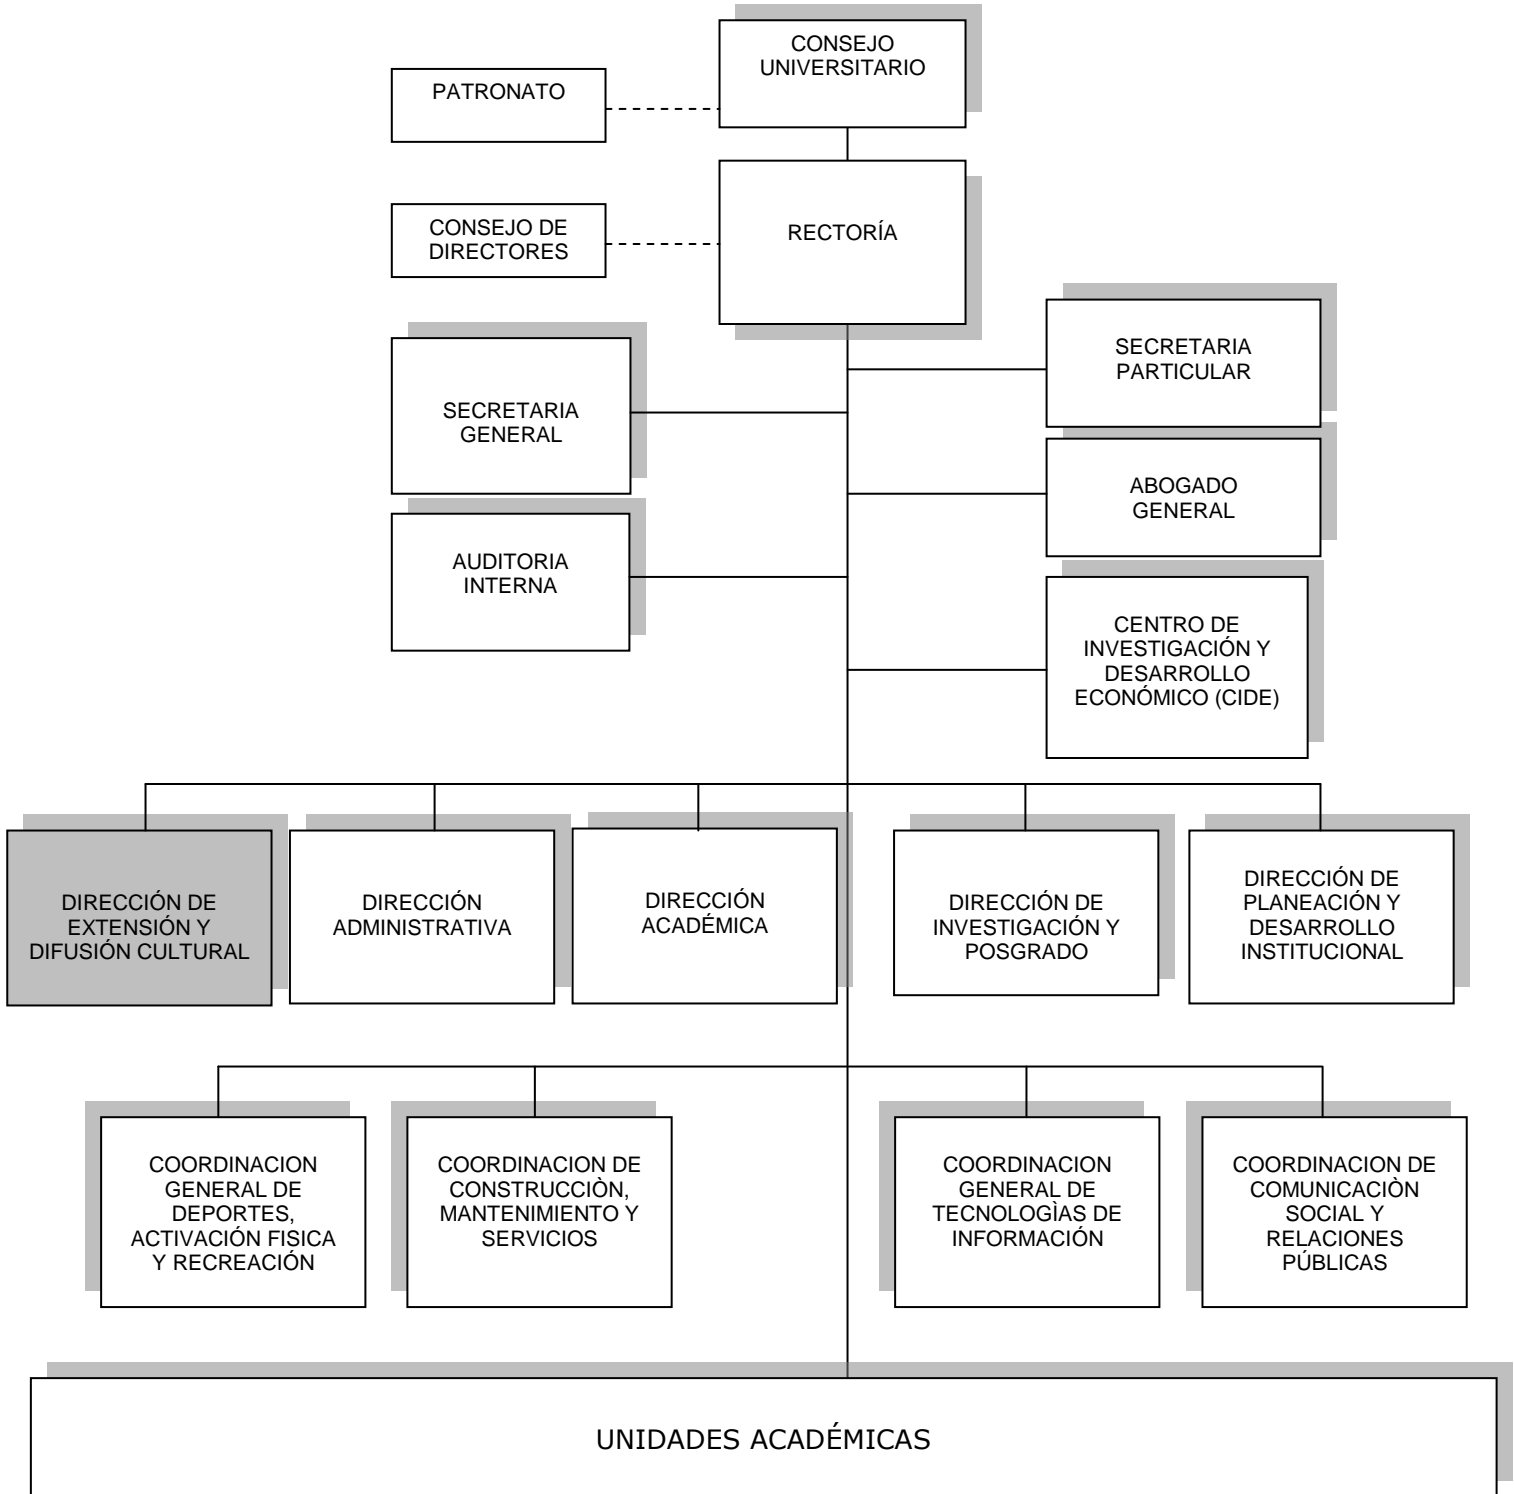 CONSEJO
UNIVERSITARIO
PATRONATO
CONSEJO DE
DIRECTORES
RECTORÍA
SECRETARIA
PARTICULAR
SECRETARIA
GENERAL
ABOGADO
GENERAL
AUDITORIA
INTERNA
CENTRO DE
INVESTIGACIÓN Y
DESARROLLO
ECONÓMICO (CIDE)
DIRECCIÓN DE
EXTENSIÓN Y
DIFUSIÓN CULTURAL
DIRECCIÓN
ADMINISTRATIVA
DIRECCIÓN
ACADÉMICA
DIRECCIÓN DE
INVESTIGACIÓN Y
POSGRADO
DIRECCIÓN DE
PLANEACIÓN Y
DESARROLLO
INSTITUCIONAL
COORDINACION
GENERAL DE
DEPORTES,
ACTIVACIÓN FISICA
Y RECREACIÓN
COORDINACION DE
CONSTRUCCIÒN,
MANTENIMIENTO Y
SERVICIOS
COORDINACION
GENERAL DE
TECNOLOGÌAS DE
INFORMACIÓN
COORDINACION DE
COMUNICACIÒN
SOCIAL Y
RELACIONES
PÚBLICAS
UNIDADES ACADÉMICAS